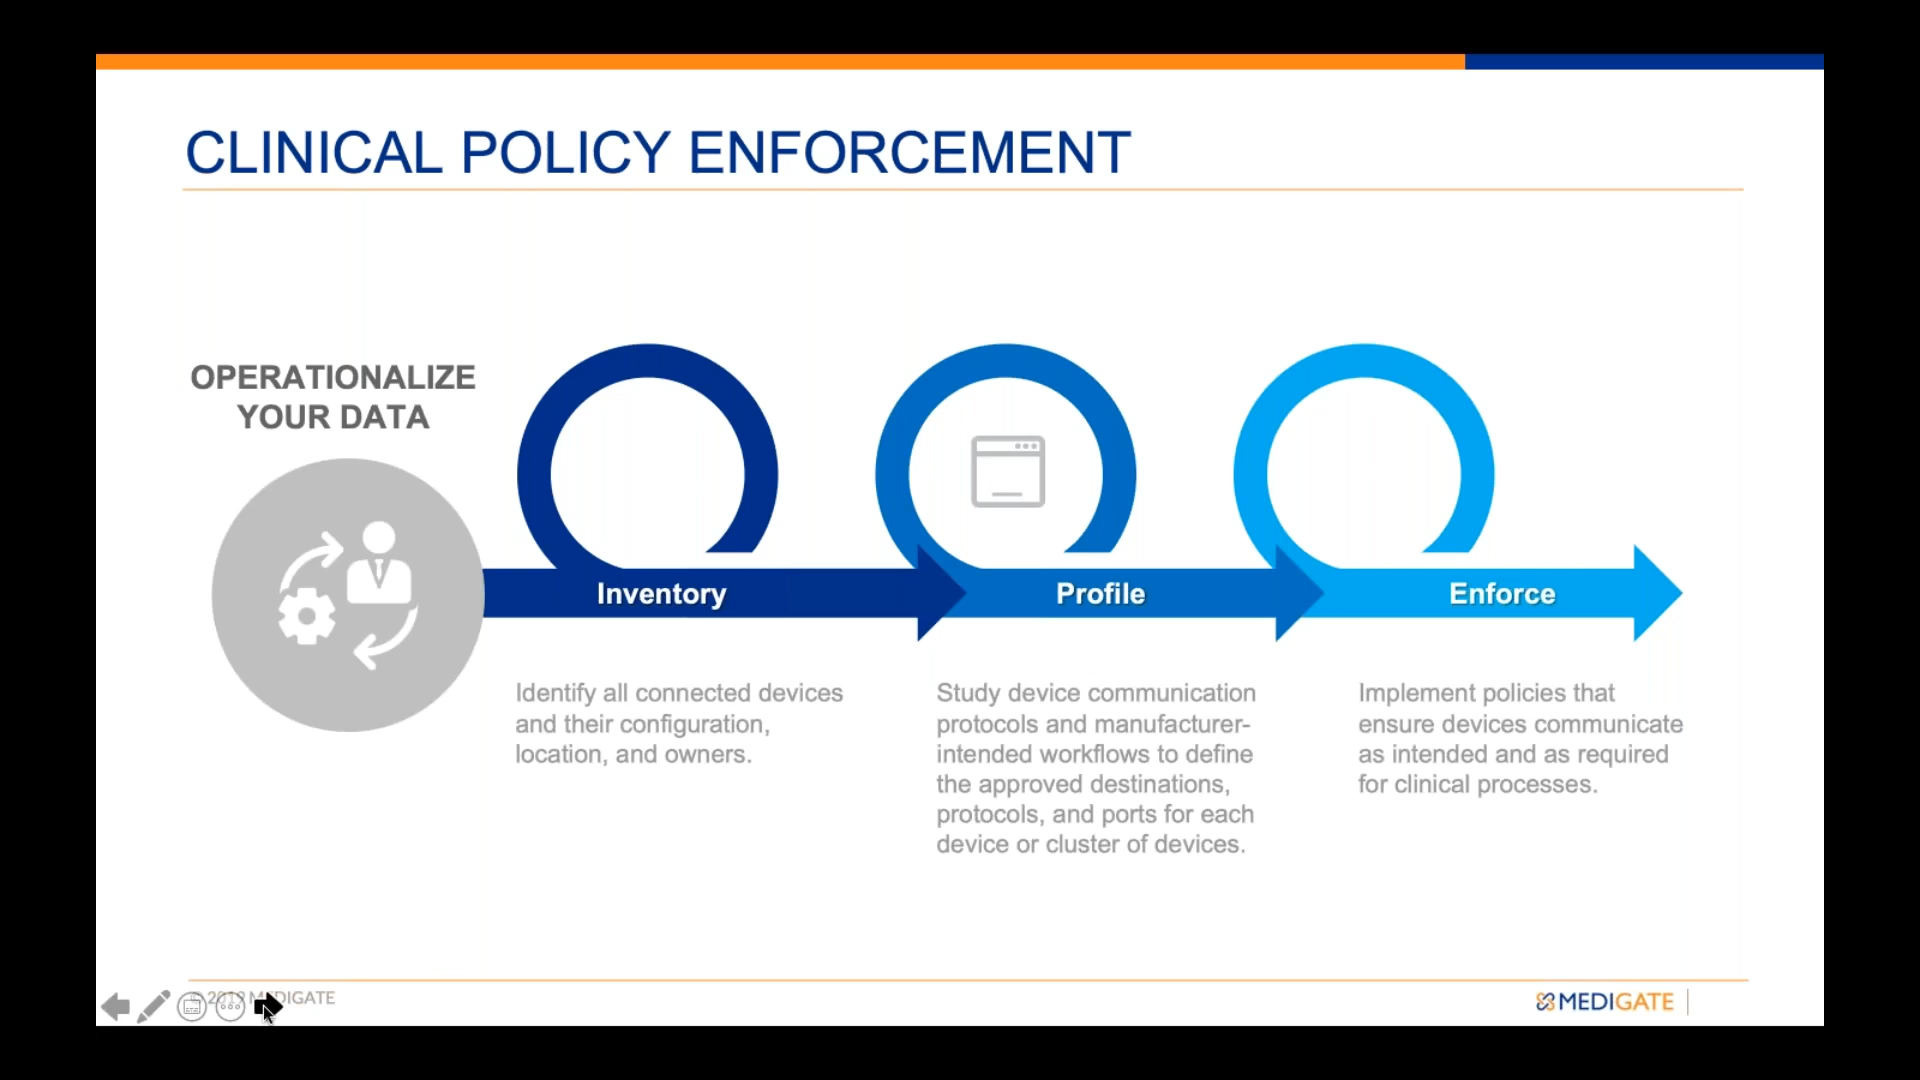 CLINICAL POLICY ENFORCEMENT
OPERATIONALIZE
YOUR DATA
Inventory
Profile
Enforce
Identify all connected devices
and their configuration,
location, and owners.
Study device communication
protocols and manufacturer-
intended workflows to define
the approved destinations,
protocols, and ports for each
device or cluster of devices.
Implement policies that
ensure devices communicate
as intended and as required
for clinical processes.
© MEDIGATE
MEDIGATE